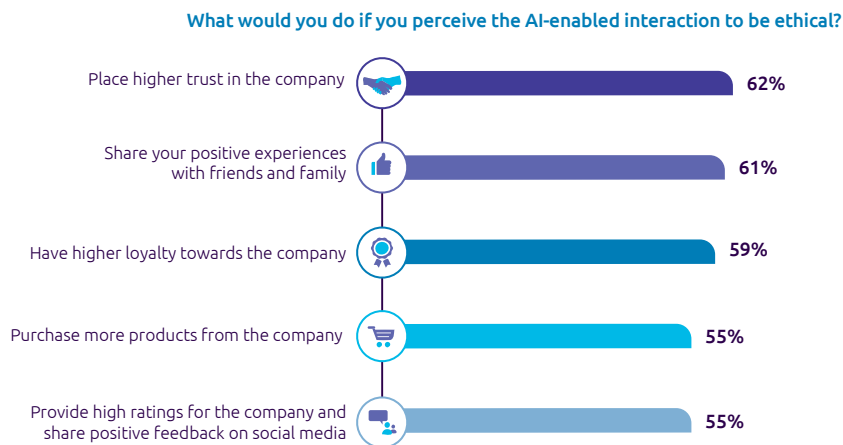 What would you do if you perceive the AI-enabled interaction to be ethical?
Place higher trust in the company
62%
Share your positive experiences
with friends and family
61%
Have higher loyalty towards the company
59%
Purchase more products from the company
55%
Provide high ratings for the company and
share positive feedback on social media
55%